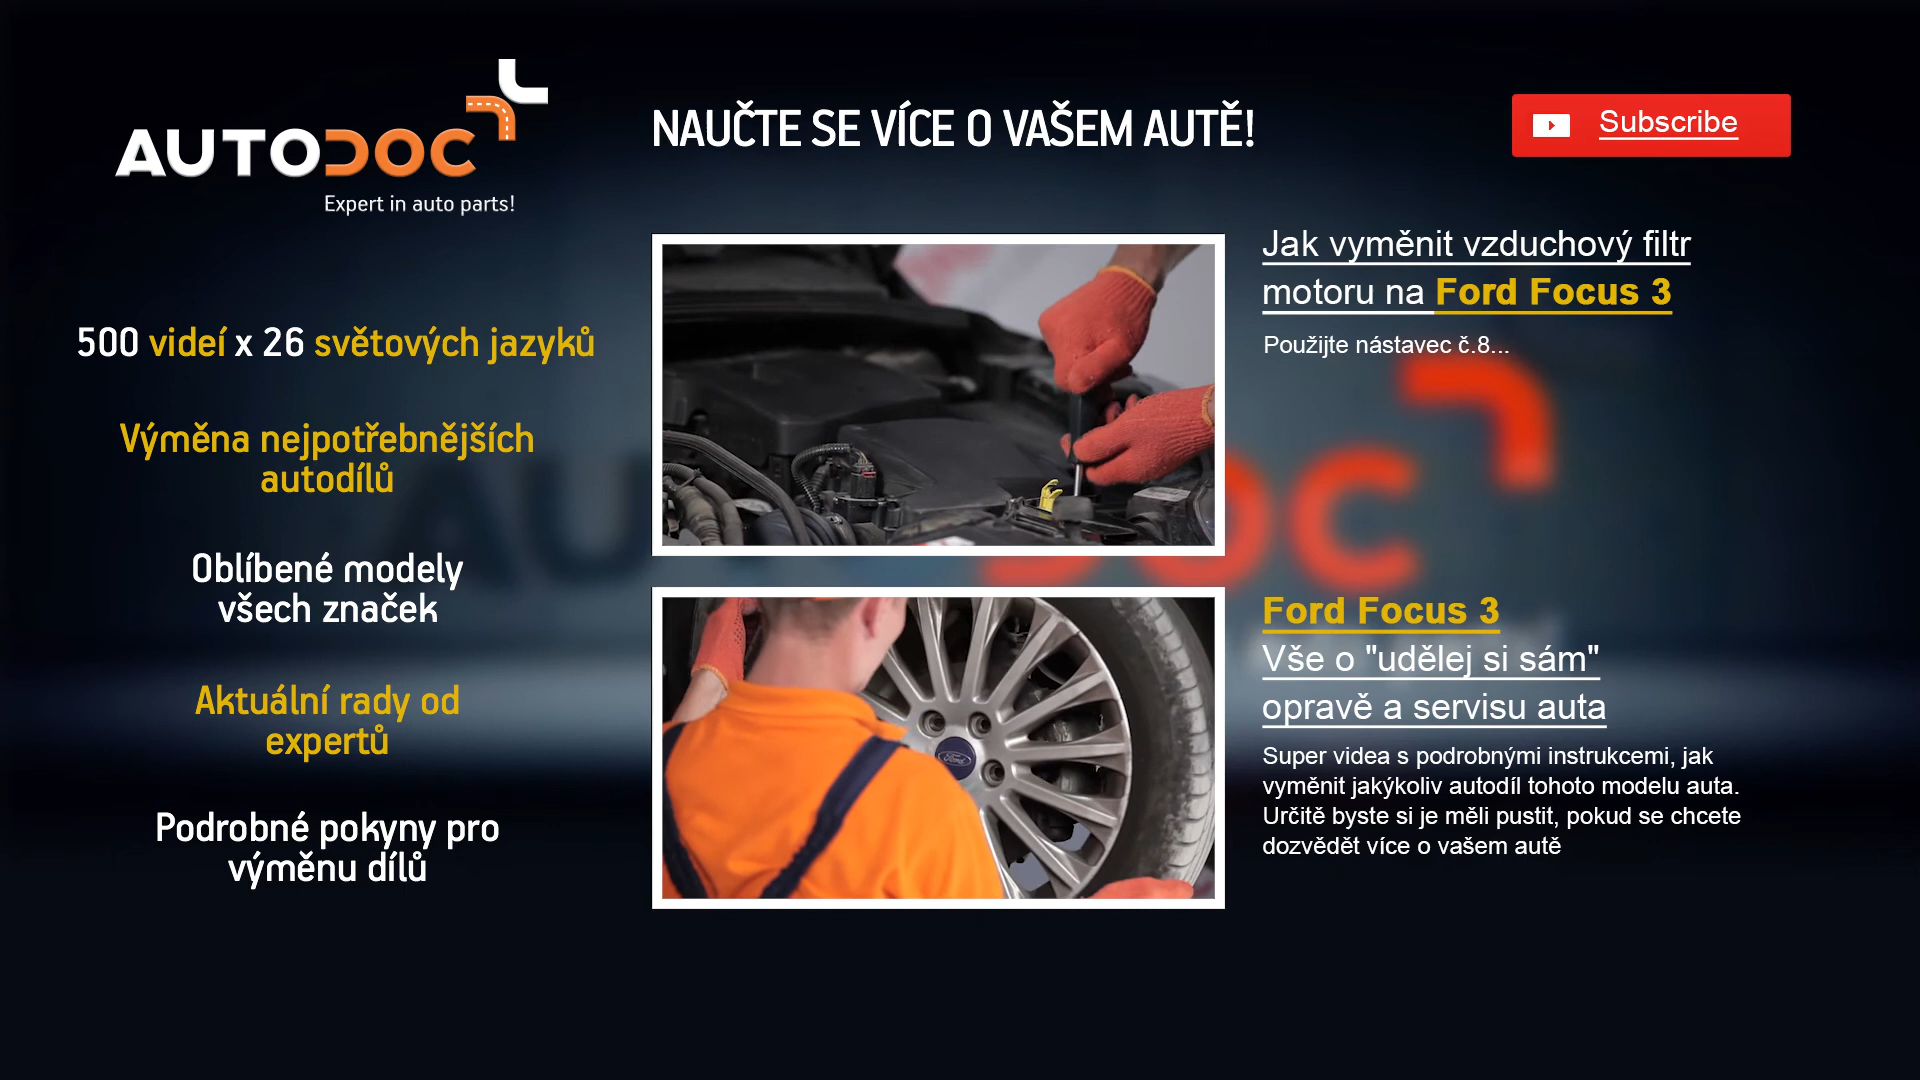 AUTODOC
Expert in auto parts!
NAUČTE SE VÍCE O VAŠEM AUTĚ!
Subscribe
500 videí x 26 světových jazyků
Výměna nejpotřebnějších
autodílů
Oblíbené modely
všech značek
Aktuální rady od
expertů
Podrobné pokyny pro
výměnu dílů
Jak vyměnit vzduchový filtr
motoru na Ford Focus 3
Použijte nástavec č.8...
Ford Focus 3
Vše o "udělej si sám"
opravě a servisu auta
Super videa s podrobnými instrukcemi, jak
vyměnit jakýkoliv autodíl tohoto modelu auta.
Určitě byste si je měli pustit, pokud se chcete
dozvědět více o vašem autě
Ford